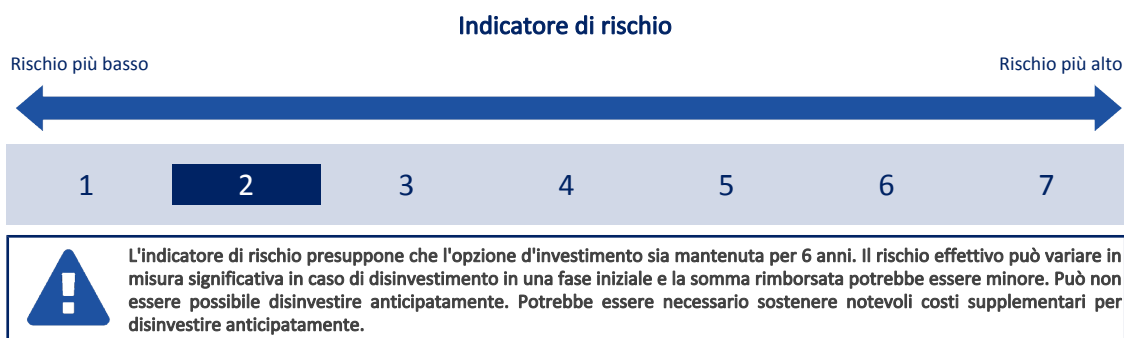 Indicatore di rischio
Rischio più basso
Rischio più alto
1 2 3 4 5 6 7
L'indicatore di rischio presuppone che l'opzione d'investimento sia mantenuta per 6 anni. Il rischio effettivo può variare in
misura significativa in caso di disinvestimento in una fase iniziale e la somma rimborsata potrebbe essere minore. Può non
essere possibile disinvestire anticipatamente. Potrebbe essere necessario sostenere notevoli costi supplementari per
disinvestire anticipatamente.